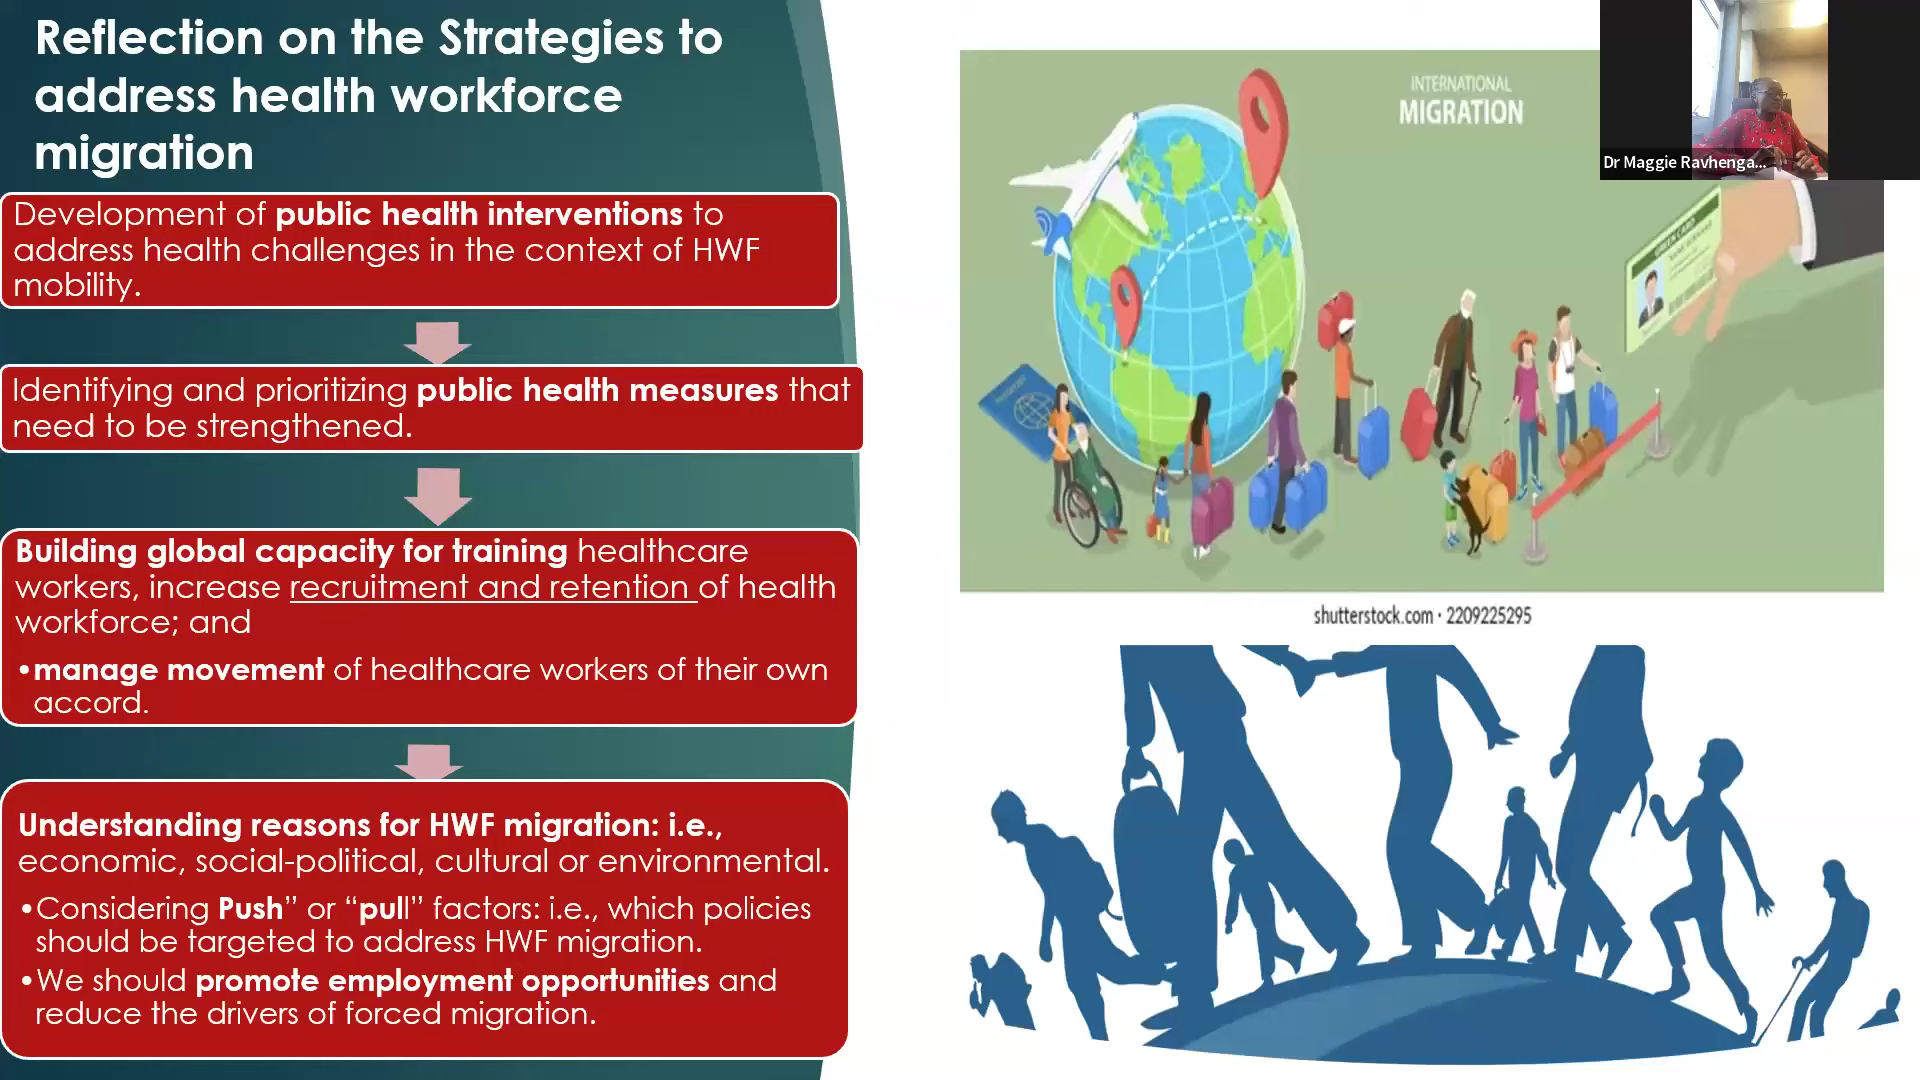 Reflection on the Strategies to
address health workforce
migration
Development of public health interventions to
address health challenges in the context of HWF
mobility.
Identifying and prioritizing public health measures that
need to be strengthened.
Building global capacity for training healthcare
workers, increase recruitment and retention of health
workforce; and
•manage movement of healthcare workers of their own
accord.
Understanding reasons for HWF migration: i.e.,
economic, social-political, cultural or environmental.
•Considering Push” or “pull” factors: i.e., which policies
should be targeted to address HWF migration.
•We should promote employment opportunities and
reduce the drivers of forced migration.
INTERNATIONAL
MIGRATION
GREEN CARD
PASSPORT
shutterstock.com · 2209225295
Dr Maggie Ravhenga...